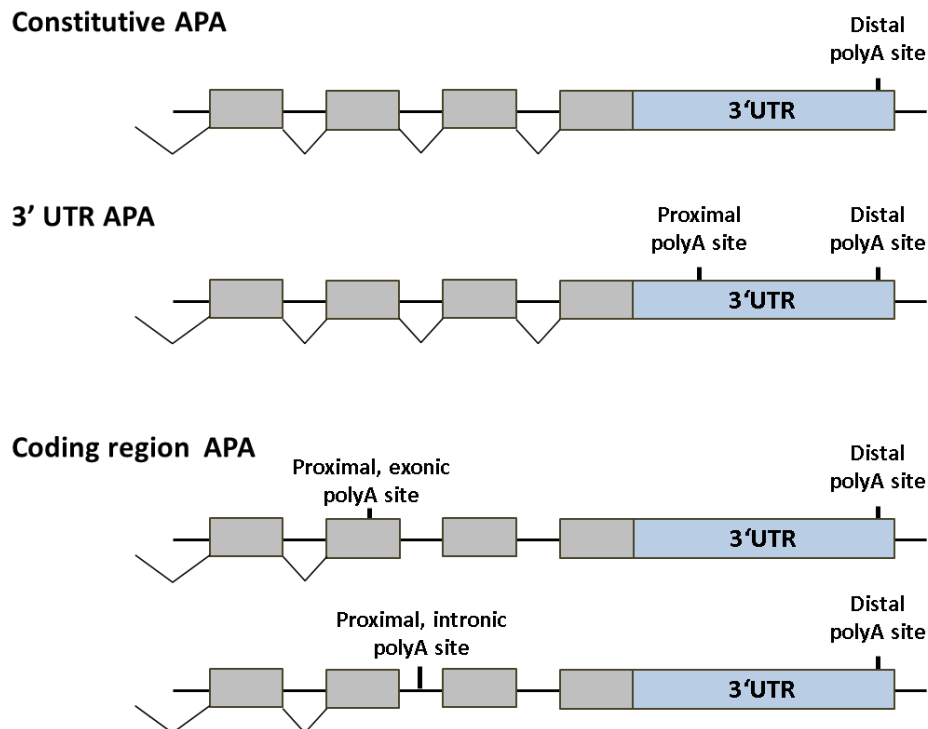 Constitutive APA
Distal
polyA site
3‘UTR
3’ UTR APA
Proximal
polyA site
Distal
polyA site
3‘UTR
Coding region  APA
Proximal, exonic
polyA site
Distal
polyA site
3‘UTR
Proximal, intronic
polyA site
Distal
polyA site
3‘UTR